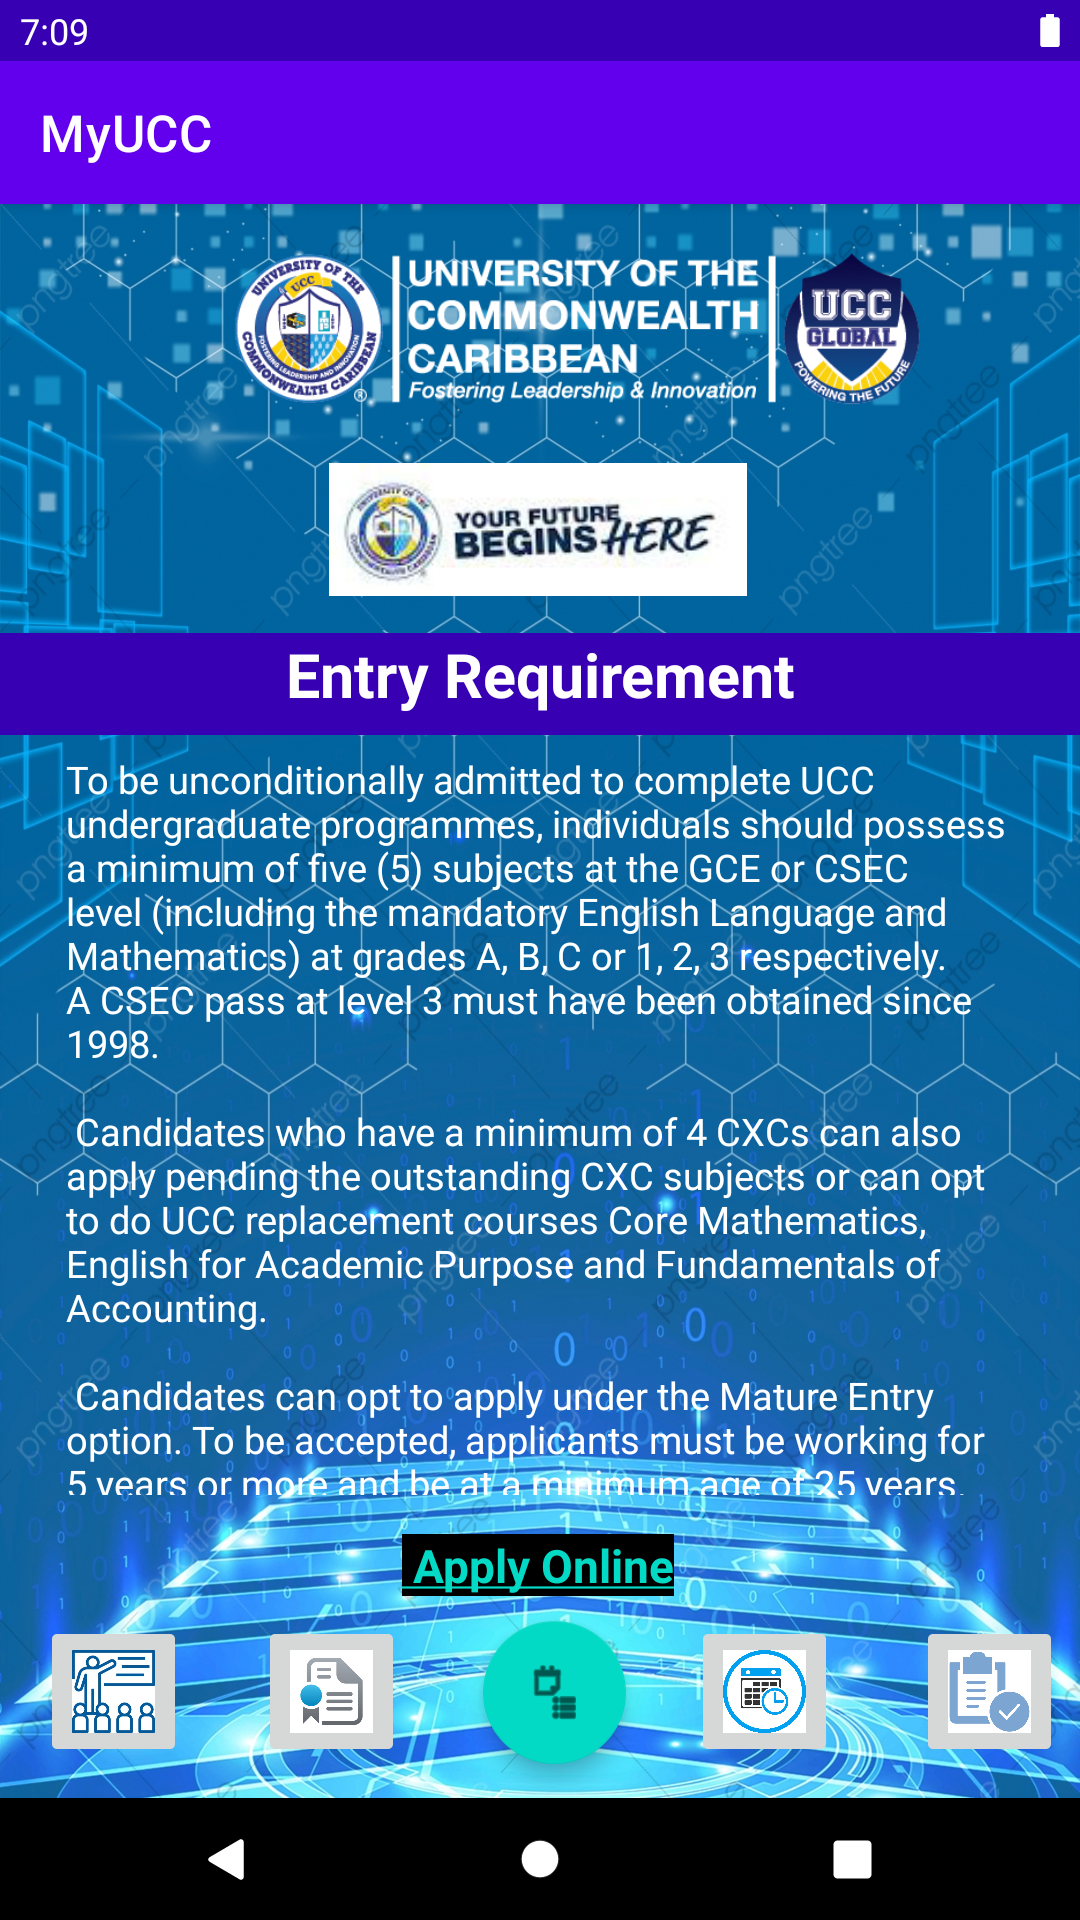 7:09
MyUCC
UNIVERSITY OF THE
COMMONWEALTH CARIBBEAN
UCC
FOSTERING LEADERSHIP AND INNOVATION
®
UNIVERSITY OF THE
COMMONWEALTH
CARIBBEAN
Fostering Leadership & Innovation
UCC
GLOBAL
POWERING THE FUTURE
UNIVERSITY OF THE
COMMONWEALTH CARIBBEAN
YOUR FUTURE
BEGINS HERE
Entry Requirement
To be unconditionally admitted to complete UCC
undergraduate programmes, individuals should possess
a minimum of five (5) subjects at the GCE or CSEC
level (including the mandatory English Language and
Mathematics) at grades A, B, C or 1, 2, 3 respectively.
A CSEC pass at level 3 must have been obtained since
1998.
Candidates who have a minimum of 4 CXCs can also
apply pending the outstanding CXC subjects or can opt
to do UCC replacement courses Core Mathematics,
English for Academic Purpose and Fundamentals of
Accounting.
Candidates can opt to apply under the Mature Entry
option. To be accepted, applicants must be working for
5 years or more and be at a minimum age of 25 years.
Apply Online
pngtree